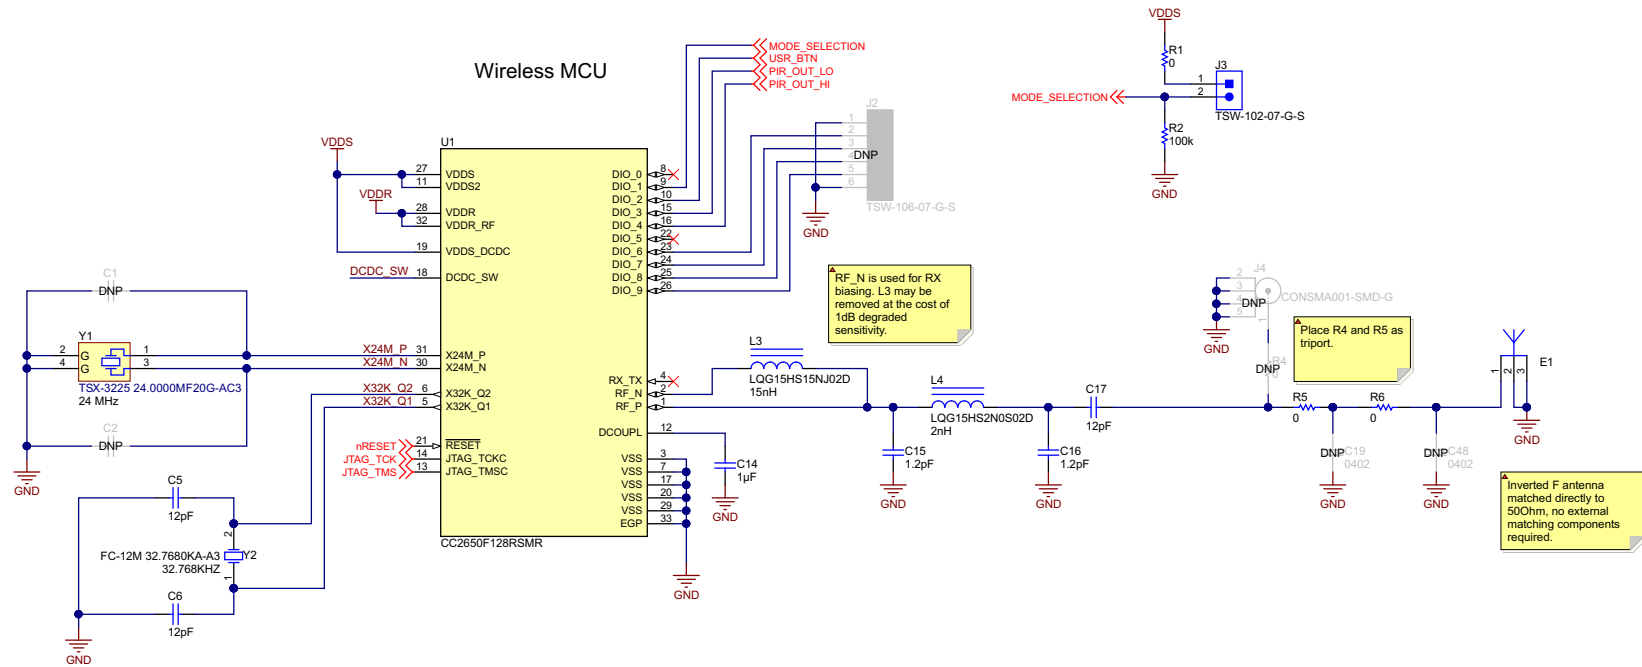 Wireless MCU
MODE_SELECTION
USR_BTN
PIR_OUT_LO
PIR_OUT_HI
VDDS
R1
0
J3
1
2
MODE_SELECTION
TSW-102-07-G-S
R2
100k
GND
J2
1
2
3
4
5
6
DNP
TSW-106-07-G-S
GND
VDDS
VDDR
U1
27 VDDS
11 VDDS2
28 VDDR
32 VDDR_RF
19 VDDS_DCDC
DCDC_SW 18 DCDC_SW
X24M_P 31 X24M_P
X24M_N 30 X24M_N
X32K_Q2 6 X32K_Q2
X32K_Q1 5 X32K_Q1
nRESET 21 RESET
JTAG_TCK 14 JTAG_TCKC
JTAG_TMS 13 JTAG_TMSC
DIO_0 8
DIO_1 9
DIO_2 10
DIO_3 15
DIO_4 16
DIO_5 22
DIO_6 23
DIO_7 24
DIO_8 25
DIO_9 26
RX_TX 4
RF_N 2
RF_P 1
DCOUPL 12
VSS 3
VSS 7
VSS 17
VSS 20
VSS 29
EGP 33
CC2650F128RSMR
GND
C1
DNP
Y1
2 G 1
4 G 3
TSX-3225 24.0000MF20G-AC3
24 MHz
C2
DNP
GND
C5
12pF
2
FC-12M 32.7680KA-A3 Y2
32.768KHZ
1
C6
12pF
GND
RF_N is used for RX
biasing. L3 may be
removed at the cost of
1dB degraded
sensitivity.
L3
LQG15HS15NJ02D
15nH
C14
1µF
GND
L4
LQG15HS2N0S02D
2nH
C15
1.2pF
GND
C16
1.2pF
GND
C17
12pF
J4
2
3
4
5
1
DNP
CONSMA001-SMD-G
GND
R4
0
DNP
Place R4 and R5 as
triport.
R5
0
R6
0
C19
DNP
0402
GND
C48
DNP
0402
GND
1
2
3
E1
GND
Inverted F antenna
matched directly to
50Ohm, no external
matching components
required.